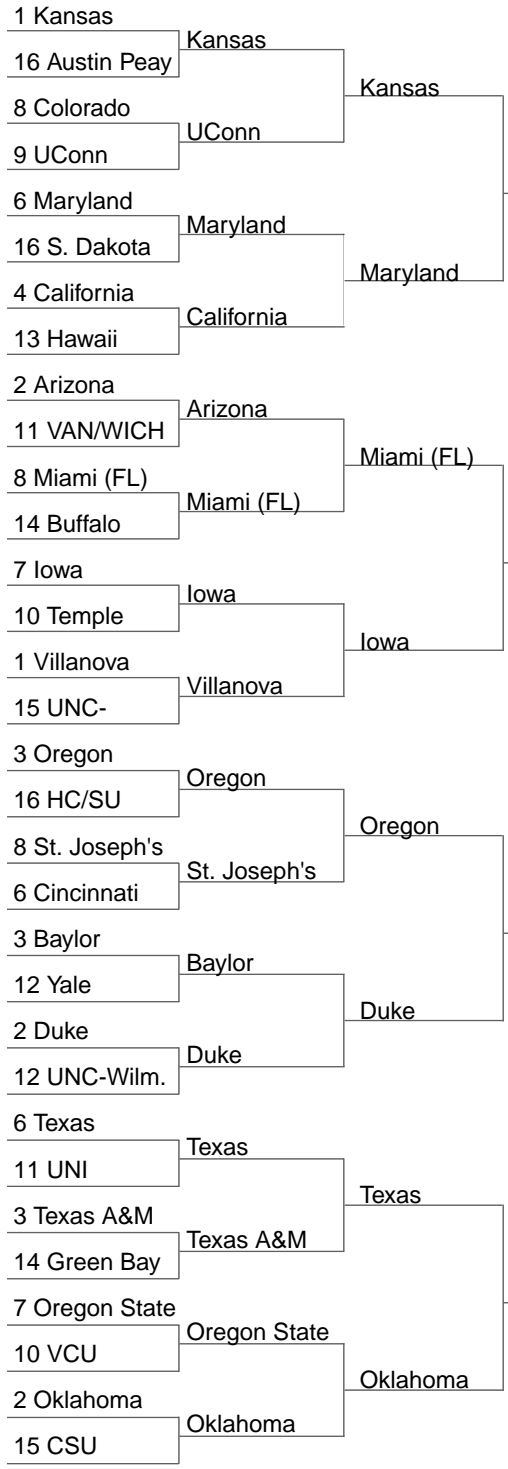 1 Kansas
16 Austin Peay
8 Colorado
9 UConn
6 Maryland
16 S. Dakota
4 California
13 Hawaii
2 Arizona
11 VAN/WICH
8 Miami (FL)
14 Buffalo
7 Iowa
10 Temple
1 Villanova
15 UNC-
3 Oregon
16 HC/SU
8 St. Joseph's
6 Cincinnati
3 Baylor
12 Yale
2 Duke
12 UNC-Wilm.
6 Texas
11 UNI
3 Texas A&M
14 Green Bay
7 Oregon State
10 VCU
2 Oklahoma
15 CSU
Kansas
UConn
Maryland
California
Arizona
Miami (FL)
Iowa
Villanova
Oregon
St. Joseph's
Baylor
Duke
Texas
Texas A&M
Oregon State
Oklahoma
Kansas
Maryland
Miami (FL)
Iowa
Oregon
Duke
Texas
Oklahoma